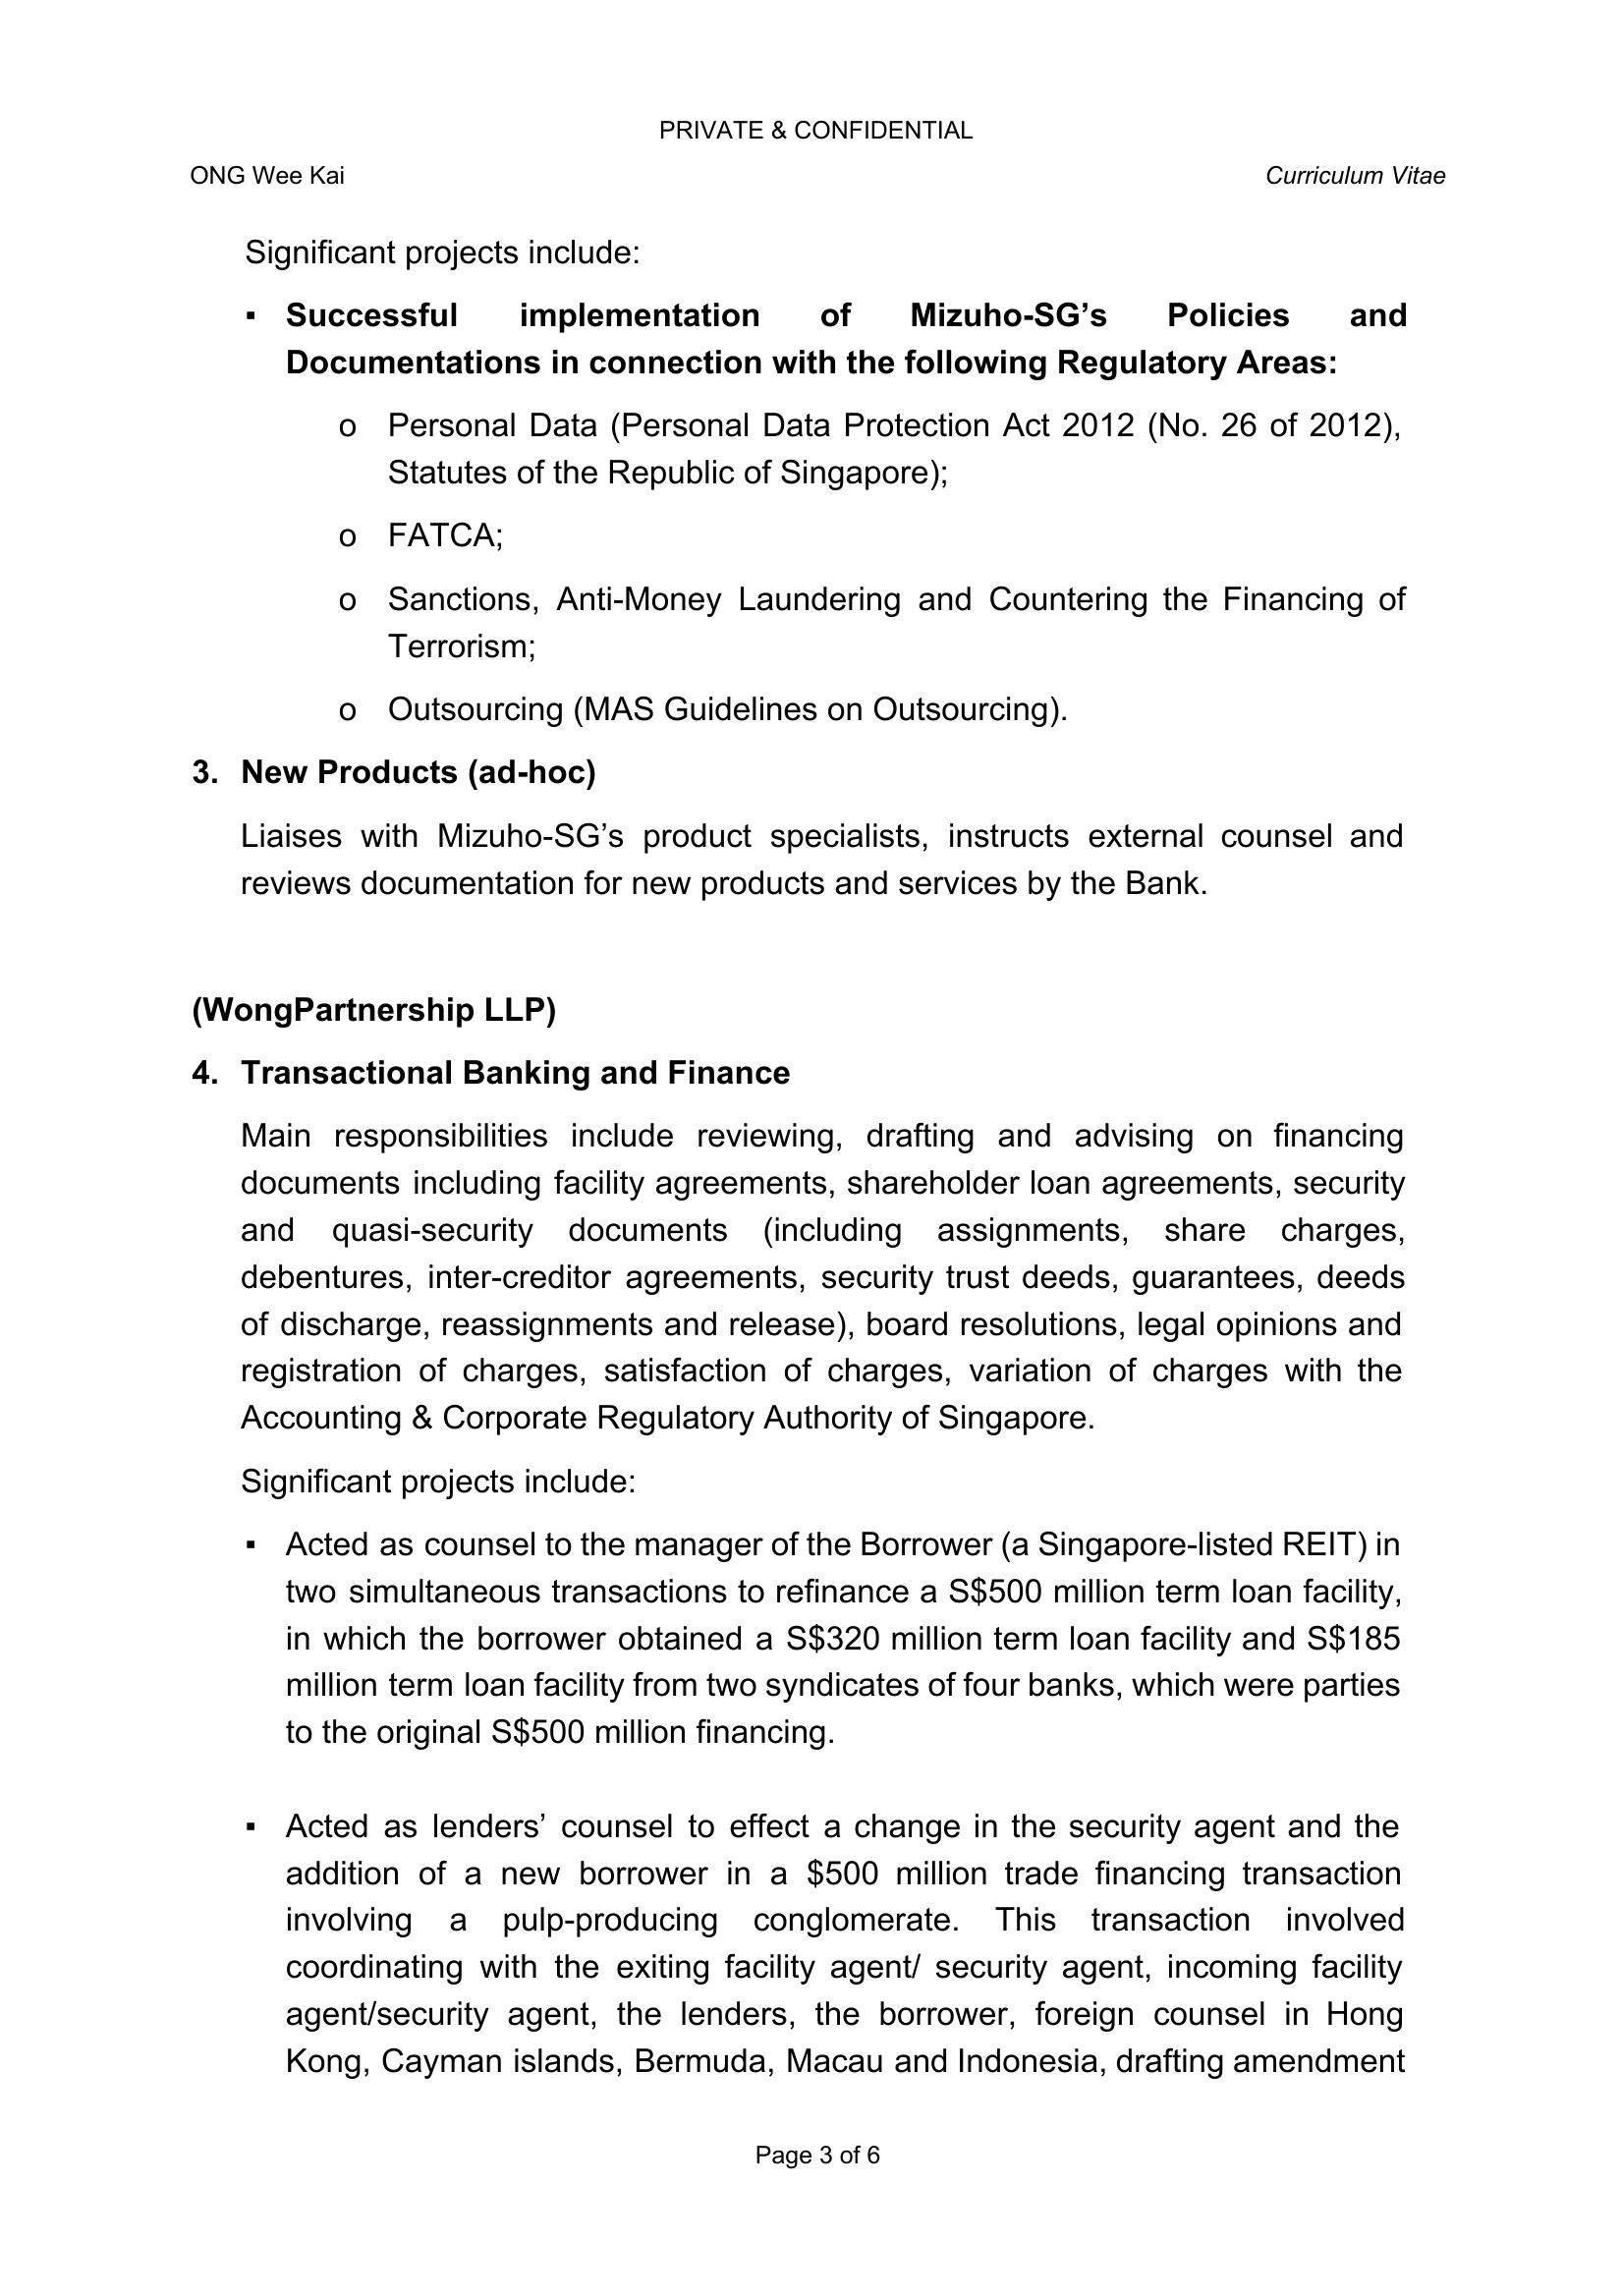 PRIVATE & CONFIDENTIAL
ONG Wee Kai Curriculum Vitae
Significant projects include:
▪ Successful implementation of Mizuho-SG’s Policies and
Documentations in connection with the following Regulatory Areas:
o Personal Data (Personal Data Protection Act 2012 (No. 26 of 2012),
Statutes of the Republic of Singapore);
o FATCA;
o Sanctions, Anti-Money Laundering and Countering the Financing of
Terrorism;
o Outsourcing (MAS Guidelines on Outsourcing).
3. New Products (ad-hoc)
Liaises with Mizuho-SG’s product specialists, instructs external counsel and
reviews documentation for new products and services by the Bank.
(WongPartnership LLP)
4. Transactional Banking and Finance
Main responsibilities include reviewing, drafting and advising on financing
documents including facility agreements, shareholder loan agreements, security
and quasi-security documents (including assignments, share charges,
debentures, inter-creditor agreements, security trust deeds, guarantees, deeds
of discharge, reassignments and release), board resolutions, legal opinions and
registration of charges, satisfaction of charges, variation of charges with the
Accounting & Corporate Regulatory Authority of Singapore.
Significant projects include:
▪ Acted as counsel to the manager of the Borrower (a Singapore-listed REIT) in
two simultaneous transactions to refinance a S$500 million term loan facility,
in which the borrower obtained a S$320 million term loan facility and S$185
million term loan facility from two syndicates of four banks, which were parties
to the original S$500 million financing.
▪ Acted as lenders’ counsel to effect a change in the security agent and the
addition of a new borrower in a $500 million trade financing transaction
involving a pulp-producing conglomerate. This transaction involved
coordinating with the exiting facility agent/ security agent, incoming facility
agent/security agent, the lenders, the borrower, foreign counsel in Hong
Kong, Cayman islands, Bermuda, Macau and Indonesia, drafting amendment
Page 3 of 6